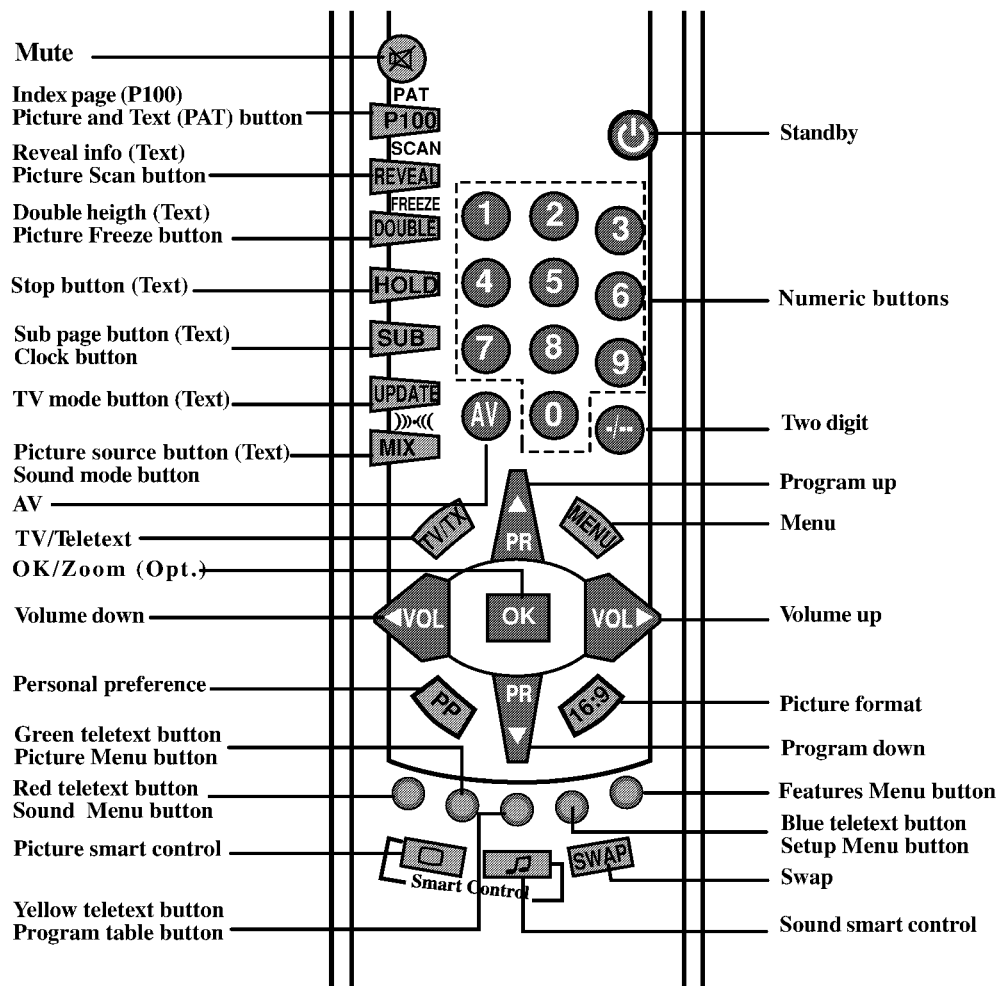 Mute
Index page (P100)
Picture and Text (PAT) button
Reveal info (Text)
Picture Scan button
Double heigth (Text)
Picture Freeze button
Stop button (Text)
Sub page button (Text)
Clock button
TV mode button (Text)
Picture source button (Text)
Sound mode button
AV
TV/Teletext
OK/Zoom (Opt.)
Volume down
Personal preference
Green teletext button
Picture Menu button
Red teletext button
Sound Menu button
Picture smart control
Yellow teletext button
Program table button
PAT
P100
SCAN
REVEAL
FREEZE
DOUBLE
HOLD
SUB
UPDATE
MIX
1 2 3
4 5 6
7 8 9
AV 0 -/--
TV/TX
PR
MENU
VOL
OK
VOL
PP
PR
16:9
SWAP
Smart Control
Standby
Numeric buttons
Two digit
Program up
Menu
Volume up
Picture format
Program down
Features Menu button
Blue teletext button
Setup Menu button
Swap
Sound smart control